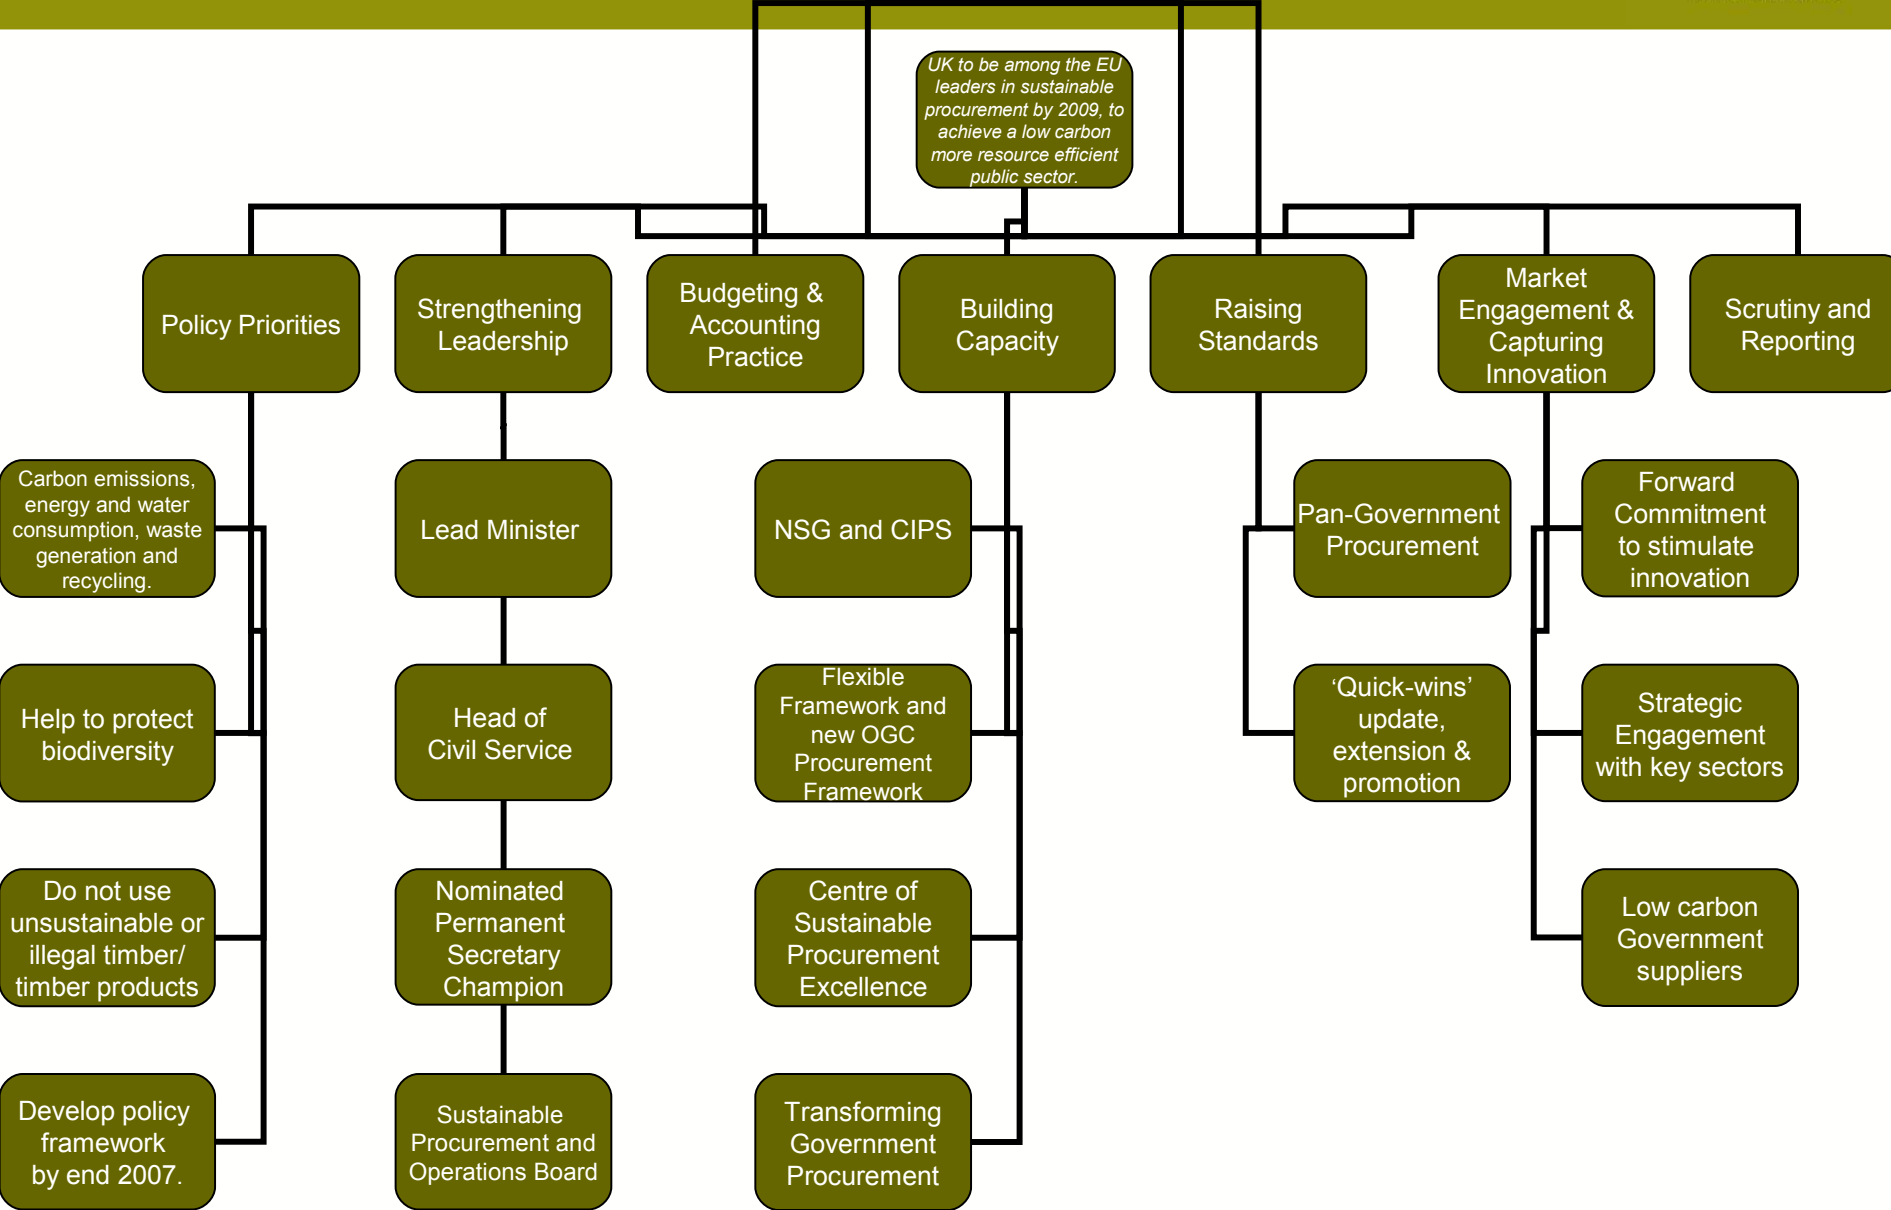 UK to be among the EU
leaders in sustainable
procurement by 2009, to
achieve a low carbon
more resource efficient
public sector.
Policy Priorities
Strengthening
Leadership
Budgeting &
Accounting
Practice
Building
Capacity
Raising
Standards
Market
Engagement &
Capturing
Innovation
Scrutiny and
Reporting
Carbon emissions,
energy and water
consumption, waste
generation and
recycling.
Lead Minister
NSG and CIPS
Pan-Government
Procurement
Forward
Commitment
to stimulate
innovation
Help to protect
biodiversity
Head of
Civil Service
Flexible
Framework and
new OGC
Procurement
Framework
‘Quick-wins’
update,
extension &
promotion
Strategic
Engagement
with key sectors
Do not use
unsustainable or
illegal timber/
timber products
Nominated
Permanent
Secretary
Champion
Centre of
Sustainable
Procurement
Excellence
Low carbon
Government
suppliers
Develop policy
framework
by end 2007.
Sustainable
Procurement and
Operations Board
Transforming
Government
Procurement